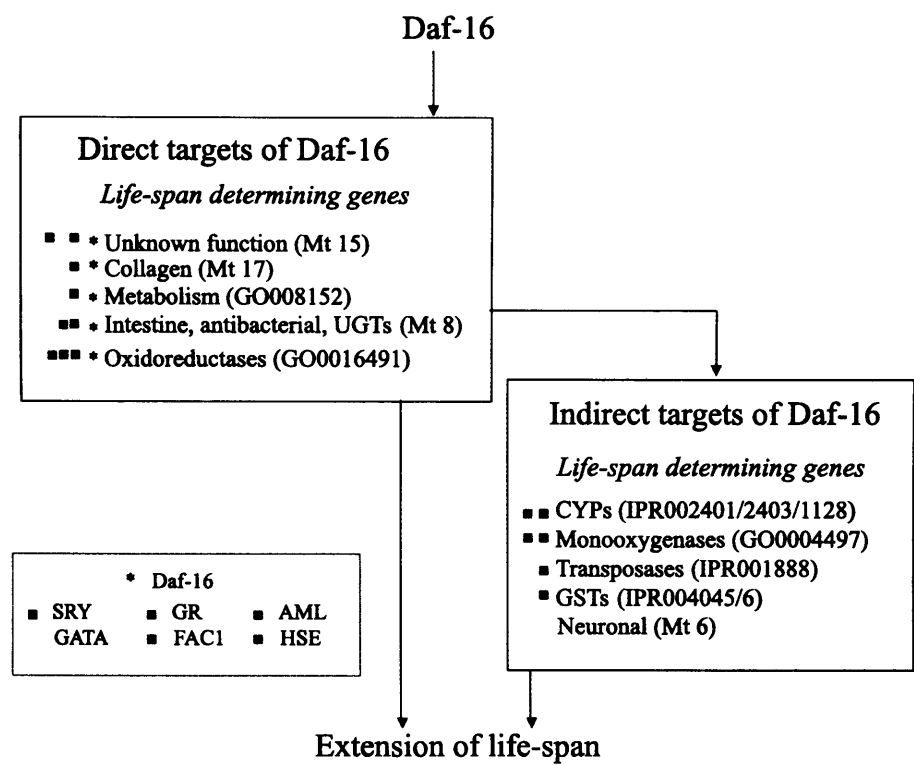 Daf-16
Direct targets of Daf-16
Life-span determining genes
* Unknown function (Mt 15)
* Collagen (Mt 17)
* Metabolism (GO008152)
* Intestine, antibacterial, UGTs (Mt 8)
* Oxidoreductases (GO0016491)
Indirect targets of Daf-16
Life-span determining genes
CYPs (IPR002401/2403/1128)
Monooxygenases (GO0004497)
Transposases (IPR001888)
GSTs (IPR004045/6)
Neuronal (Mt 6)
* Daf-16
SRY GR AML
GATA FAC1 HSE
Extension of life-span